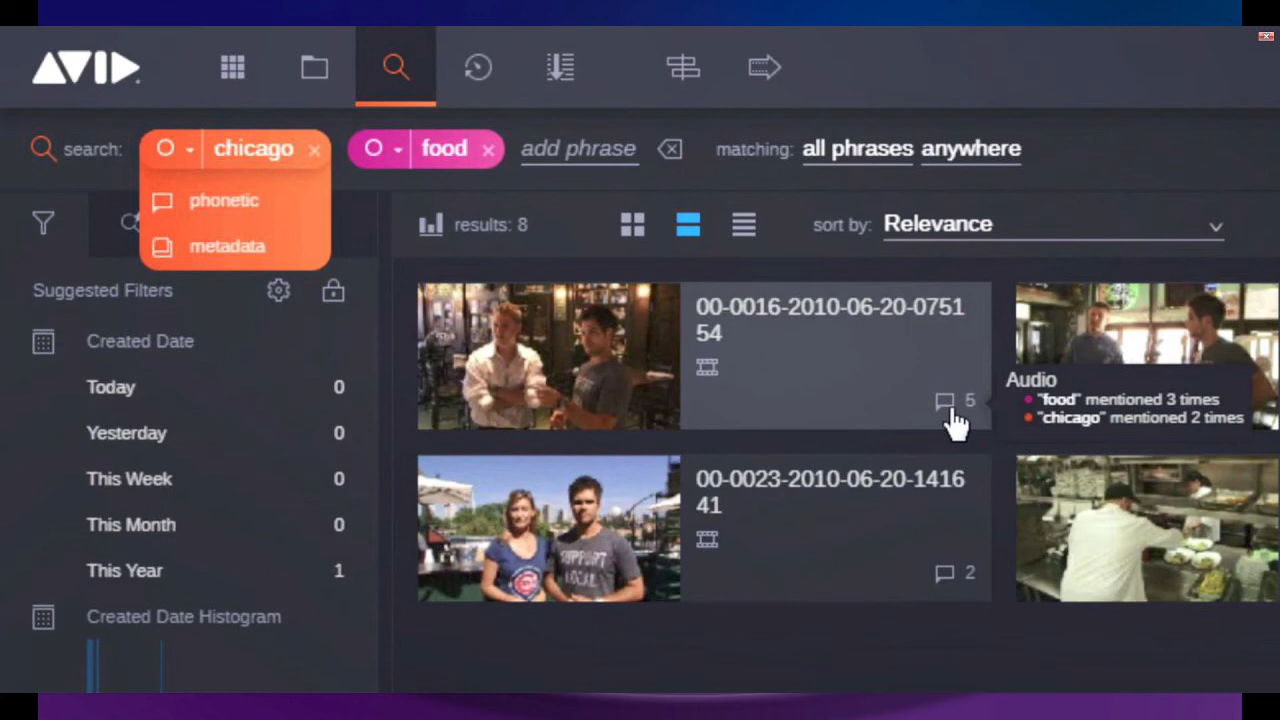 AVID
search: chicago × food × add phrase matching: all phrases anywhere
phonetic
metadata
results: 8 sort by: Relevance
Suggested Filters
Created Date
Today 0
Yesterday 0
This Week 0
This Month 0
This Year 1
Created Date Histogram
00-0016-2010-06-20-0751
54
5
Audio
"food" mentioned 3 times
"chicago" mentioned 2 times
00-0023-2010-06-20-1416
41
2
SUPPORT
LOCAL